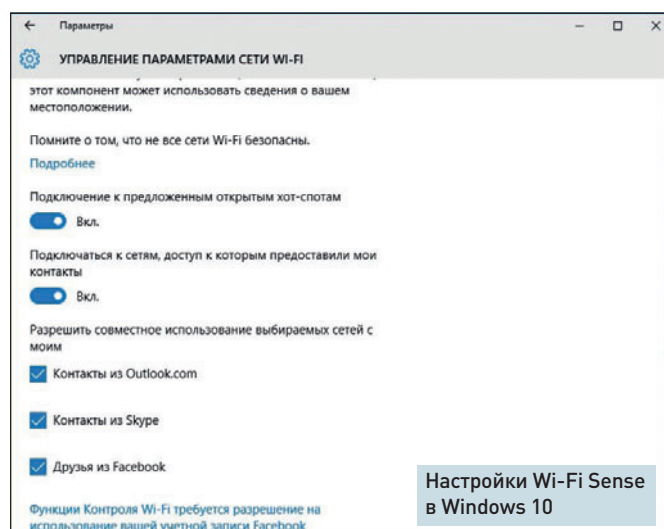 Параметры
УПРАВЛЕНИЕ ПАРАМЕТРАМИ СЕТИ WI-FI
этот компонент может использовать сведения о вашем
местоположении.
Помните о том, что не все сети Wi-Fi безопасны.
Подробнее
Подключение к предложенным открытым хот-спотам
Вкл.
Подключаться к сетям, доступ к которым предоставили мои
контакты
Вкл.
Разрешить совместное использование выбираемых сетей с
моим
Контакты из Outlook.com
Контакты из Skype
Друзья из Facebook
Функции Контроля Wi-Fi требуется разрешение на
использование вашей учетной записи Facebook
Настройки Wi-Fi Sense
в Windows 10